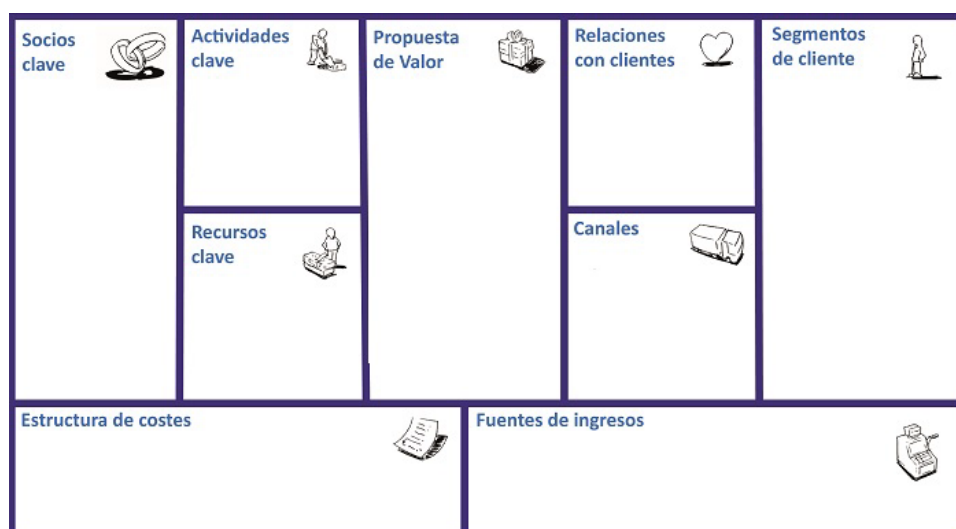 Socios
clave
Actividades
clave
Propuesta
de Valor
Relaciones
con clientes
Segmentos
de cliente
Recursos
clave
Canales
Estructura de costes
Fuentes de ingresos